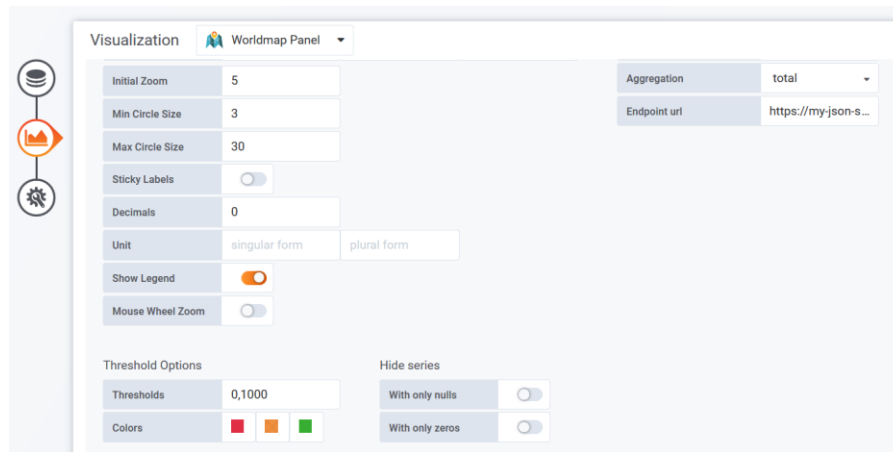 Visualization Worldmap Panel
Initial Zoom 5 Aggregation total
Min Circle Size 3 Endpoint url https://my-json-s...
Max Circle Size 30
Sticky Labels
Decimals 0
Unit singular form plural form
Show Legend
Mouse Wheel Zoom
Threshold Options Hide series
Thresholds 0,1000 With only nulls
Colors With only zeros